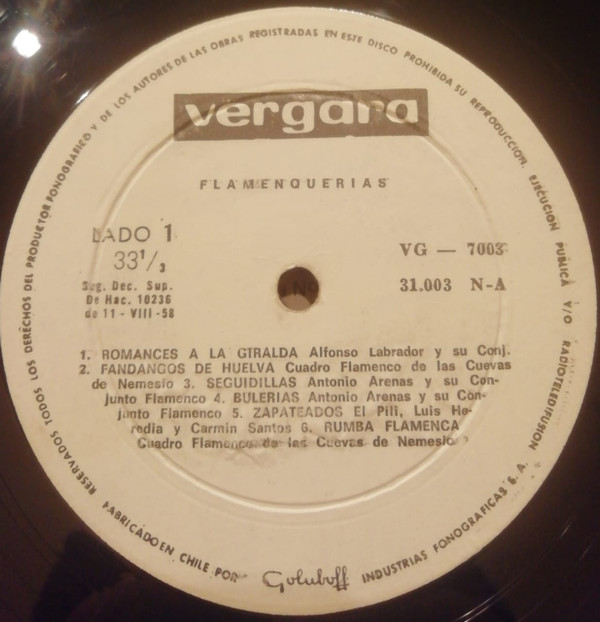 RESERVADOS TODOS LOS DERECHOS DEL PRODUCTOR FONOGRAFICO Y DE LOS AUTORES DE LAS OBRAS REGISTRADAS EN ESTE DISCO PROHIBIDA SU REPRODUCCION, EJECUCION PUBLICA Y/O RADIOTELEDIFUSION
vergara
FLAMENQUERIAS
LADO 1
33 1/3
VG — 7003
31.003 N-A
Seg. Dec. Sup.
De Hac. 10236
de 11 - VIII - 58
1. ROMANCES A LA GIRALDA Alfonso Labrador y su Conj.
2. FANDANGOS DE HUELVA Cuadro Flamenco de las Cuevas
de Nemesio 3. SEGUIDILLAS Antonio Arenas y su Con-
junto Flamenco 4. BULERIAS Antonio Arenas y su Con-
junto Flamenco 5. ZAPATEADOS El Pili, Luis He-
redia y Carmin Santos 6. RUMBA FLAMENCA
Cuadro Flamenco de las Cuevas de Nemesio
FABRICADO EN CHILE POR Goluboff INDUSTRIAS FONOGRAFICAS S. A.